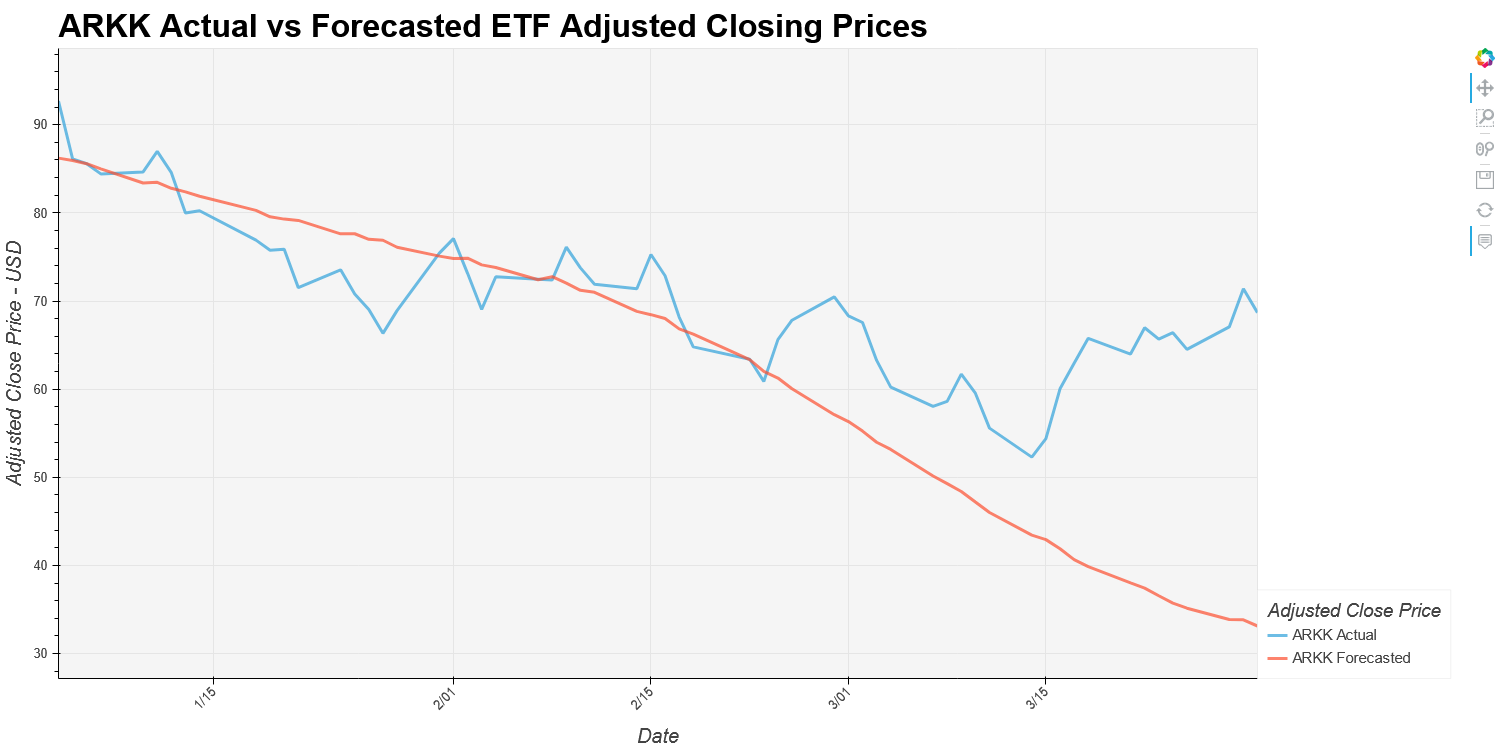 ARKK Actual vs Forecasted ETF Adjusted Closing Prices
Adjusted Close Price - USD
90
80
70
60
50
40
30
1/15
2/01
2/15
3/01
3/15
Date
Adjusted Close Price
ARKK Actual
ARKK Forecasted